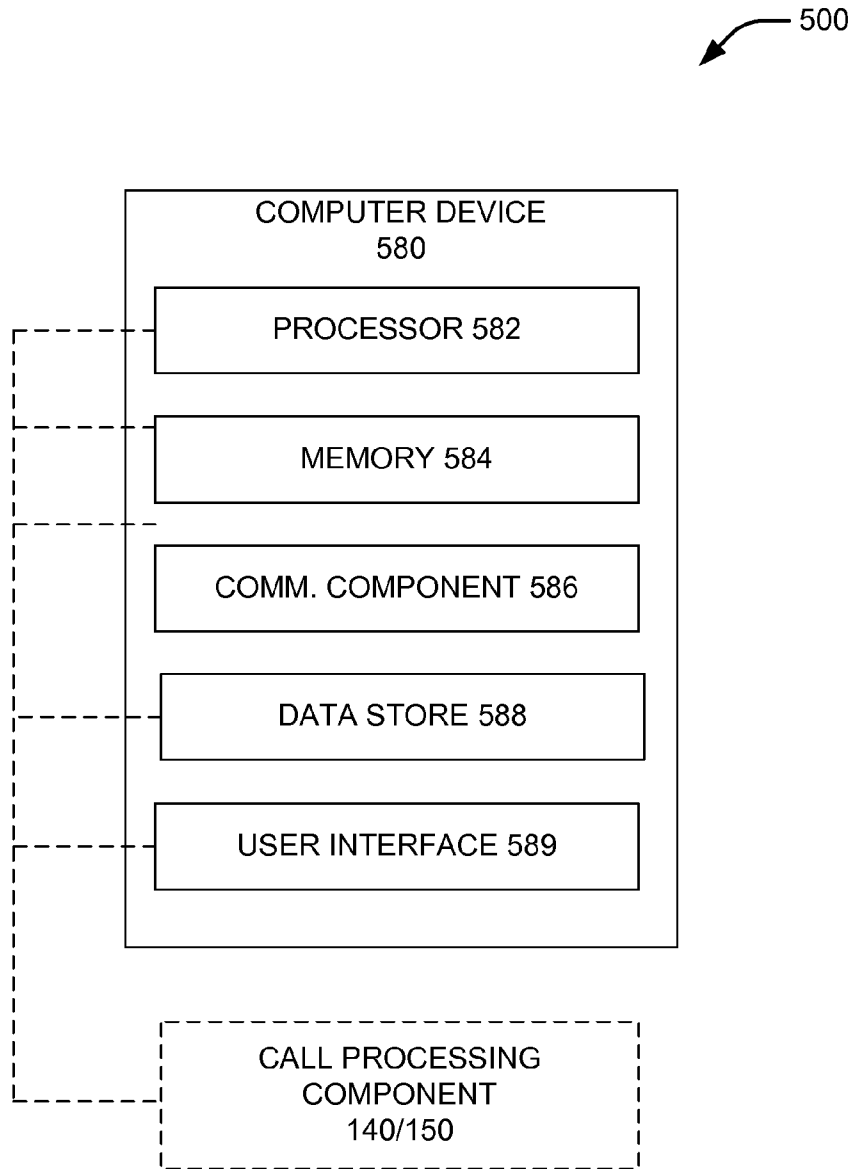 500
COMPUTER DEVICE
580
PROCESSOR 582
MEMORY 584
COMM. COMPONENT 586
DATA STORE 588
USER INTERFACE 589
CALL PROCESSING
COMPONENT
140/150